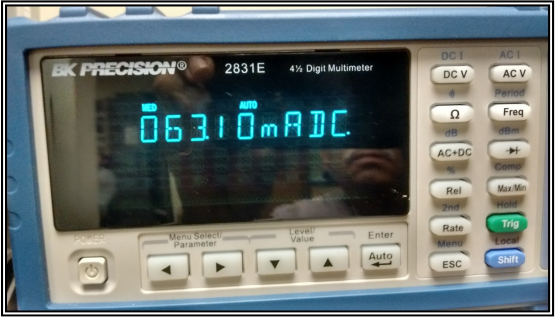 BK PRECISION®
2831E 4½ Digit Multimeter
MED AUTO
063.10mADC
DC I AC I
DC V AC V
Period
Ω Freq
dB dBm
AC+DC
% Comp
Rel Max/Min
2nd Hold
Rate Trig
Menu Local
ESC Shift
POWER
Menu Select/
Parameter
Level/
Value
Enter
Auto